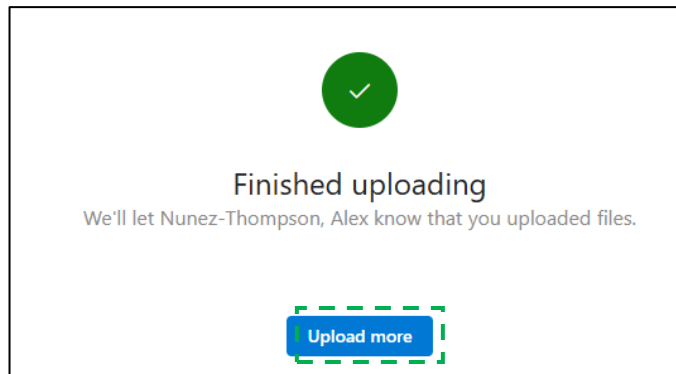 Finished uploading
We'll let Nunez-Thompson, Alex know that you uploaded files.
Upload more